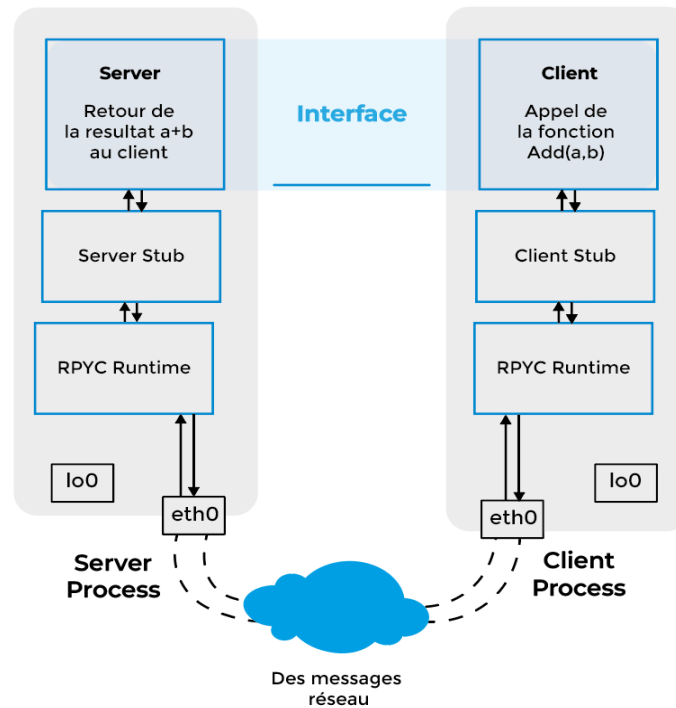 Server
Retour de
la resultat a+b
au client
Interface
Client
Appel de
la fonction
Add(a,b)
Server Stub
Client Stub
RPYC Runtime
RPYC Runtime
lo0
lo0
eth0
eth0
Server
Process
Client
Process
Des messages
réseau